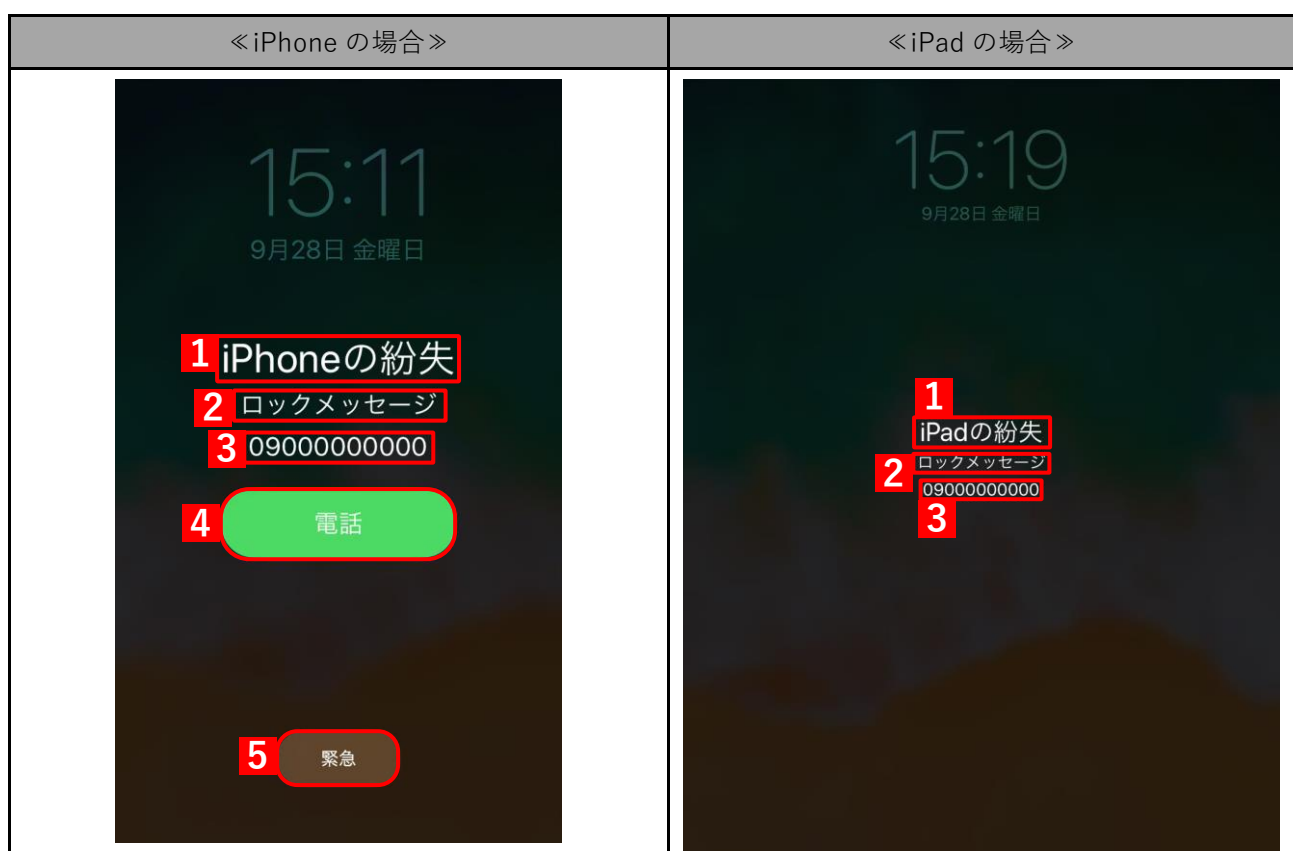 ≪iPhone の場合≫
15:11
9月28日 金曜日
1 iPhoneの紛失
2 ロックメッセージ
3 09000000000
4 電話
5 緊急
≪iPad の場合≫
15:19
9月28日 金曜日
1
iPadの紛失
2 ロックメッセージ
09000000000
3